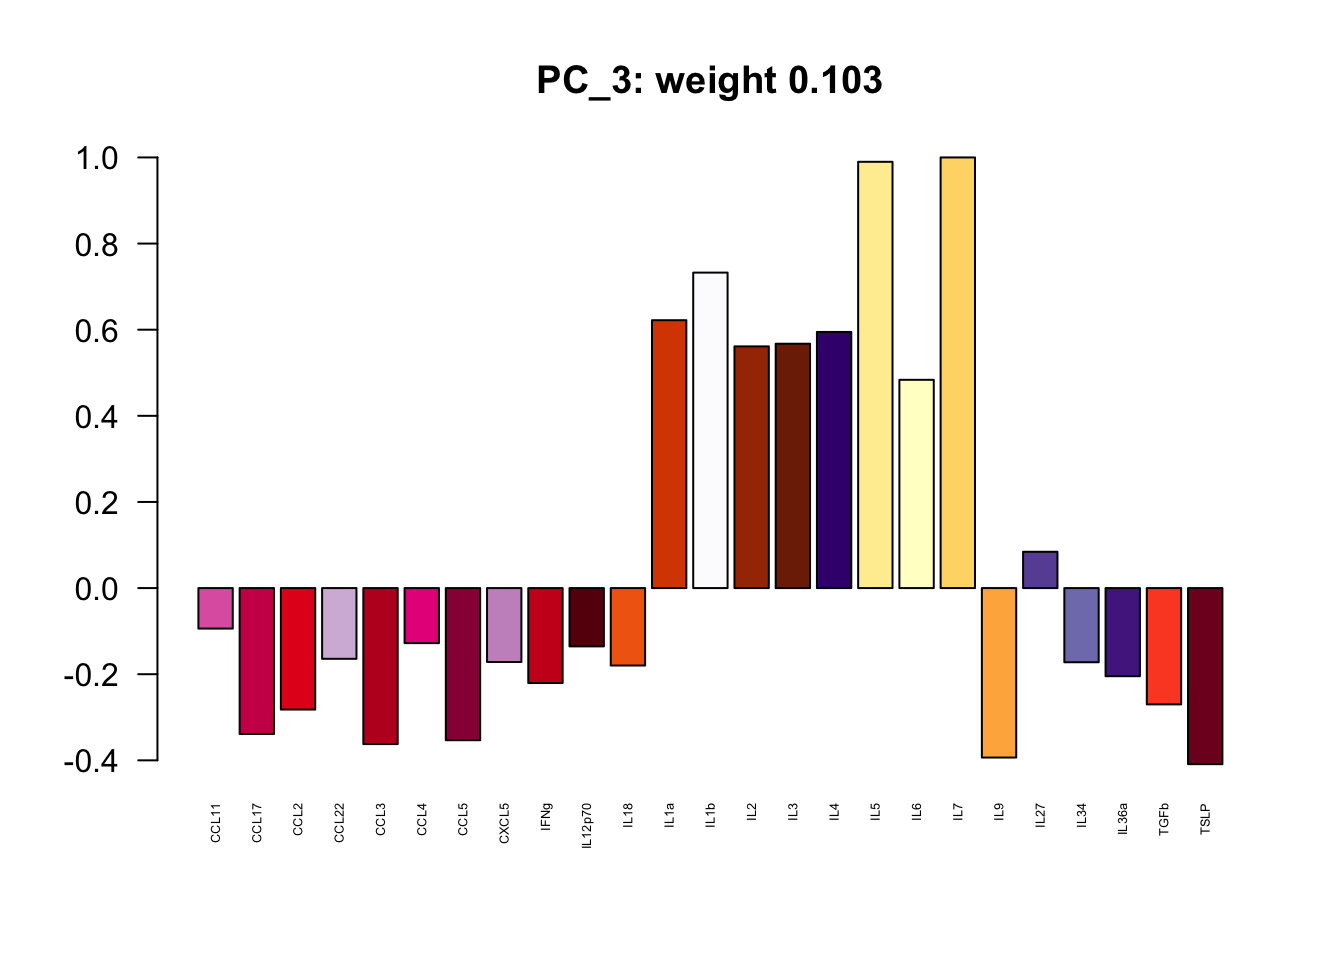 PC_3: weight 0.103
1.0
0.8
0.6
0.4
0.2
0.0
-0.2
-0.4
CCL11
CCL17
CCL2
CCL22
CCL3
CCL4
CCL5
CXCL5
IFNg
IL12p70
IL18
IL1a
IL1b
IL2
IL3
IL4
IL5
IL6
IL7
IL9
IL27
IL34
IL36a
TGFb
TSLP